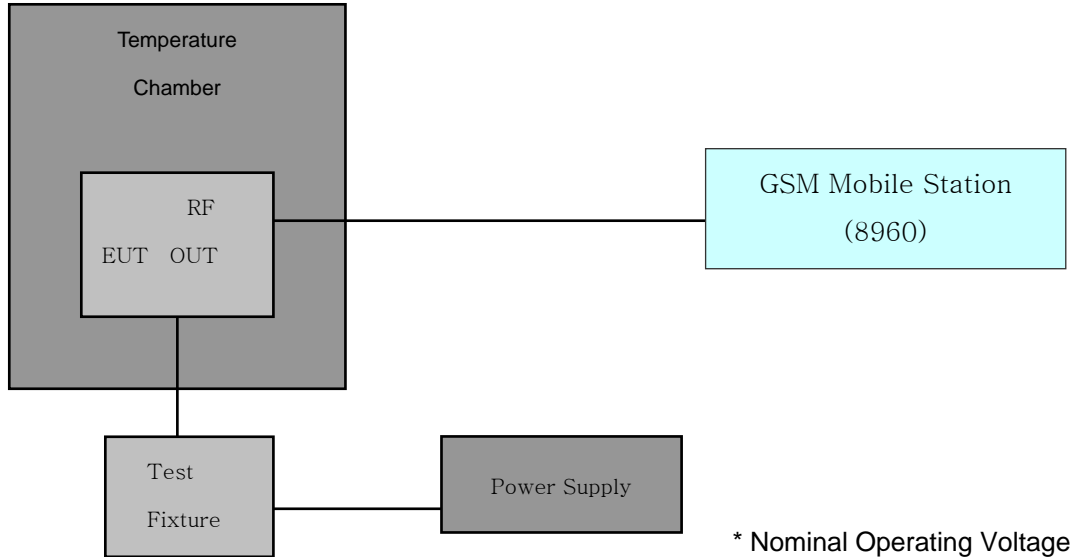 Temperature
Chamber
RF
EUT OUT
GSM Mobile Station
(8960)
Test
Fixture
Power Supply
* Nominal Operating Voltage